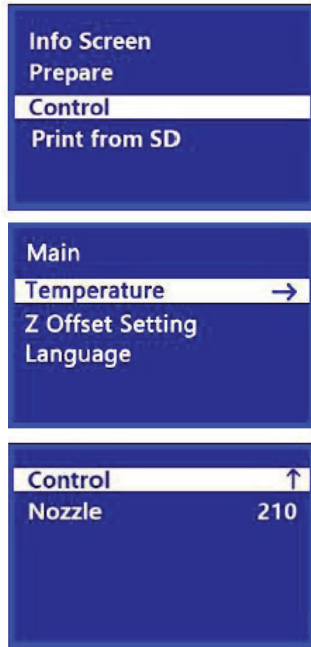 Info Screen
Prepare
Control
Print from SD
Main
Temperature →
Z Offset Setting
Language
Control ↑
Nozzle 210